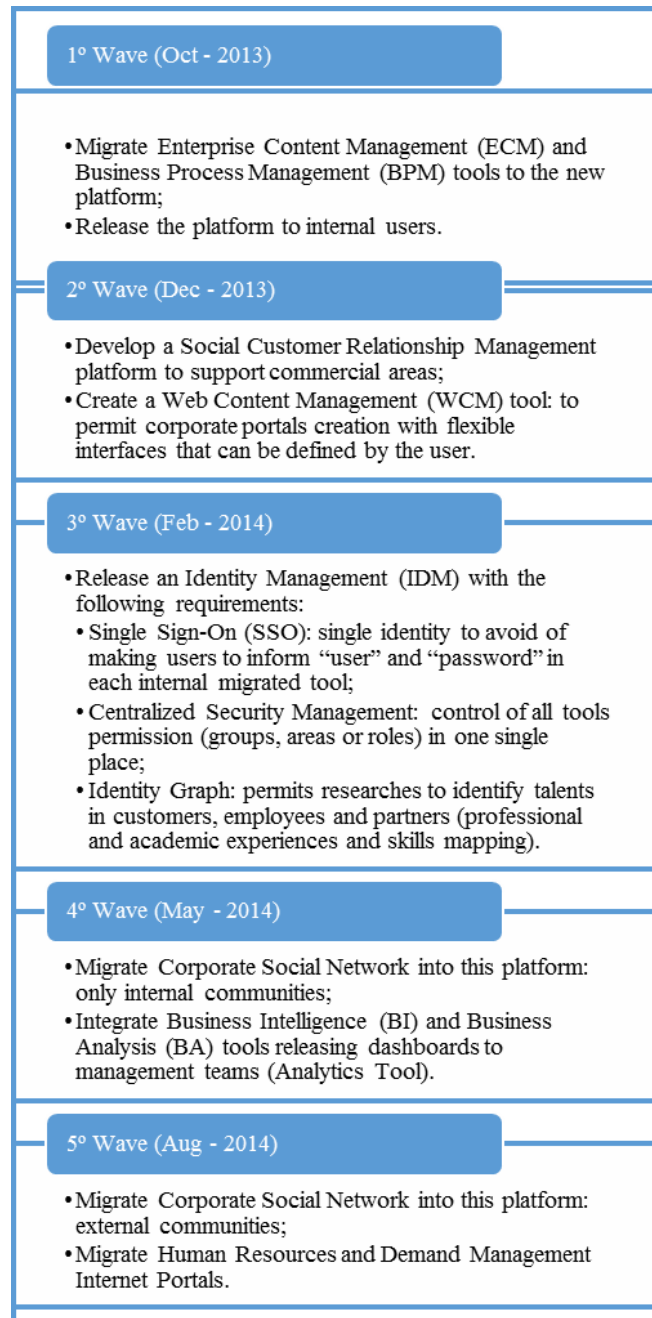 1º Wave (Oct - 2013)
•Migrate Enterprise Content Management (ECM) and
Business Process Management (BPM) tools to the new
platform;
•Release the platform to internal users.
2º Wave (Dec - 2013)
•Develop a Social Customer Relationship Management
platform to support commercial areas;
•Create a Web Content Management (WCM) tool: to
permit corporate portals creation with flexible
interfaces that can be defined by the user.
3º Wave (Feb - 2014)
•Release an Identity Management (IDM) with the
following requirements:
•Single Sign-On (SSO): single identity to avoid of
making users to inform “user” and “password” in
each internal migrated tool;
•Centralized Security Management: control of all tools
permission (groups, areas or roles) in one single
place;
•Identity Graph: permits researches to identify talents
in customers, employees and partners (professional
and academic experiences and skills mapping).
4º Wave (May - 2014)
•Migrate Corporate Social Network into this platform:
only internal communities;
•Integrate Business Intelligence (BI) and Business
Analysis (BA) tools releasing dashboards to
management teams (Analytics Tool).
5º Wave (Aug - 2014)
•Migrate Corporate Social Network into this platform:
external communities;
•Migrate Human Resources and Demand Management
Internet Portals.